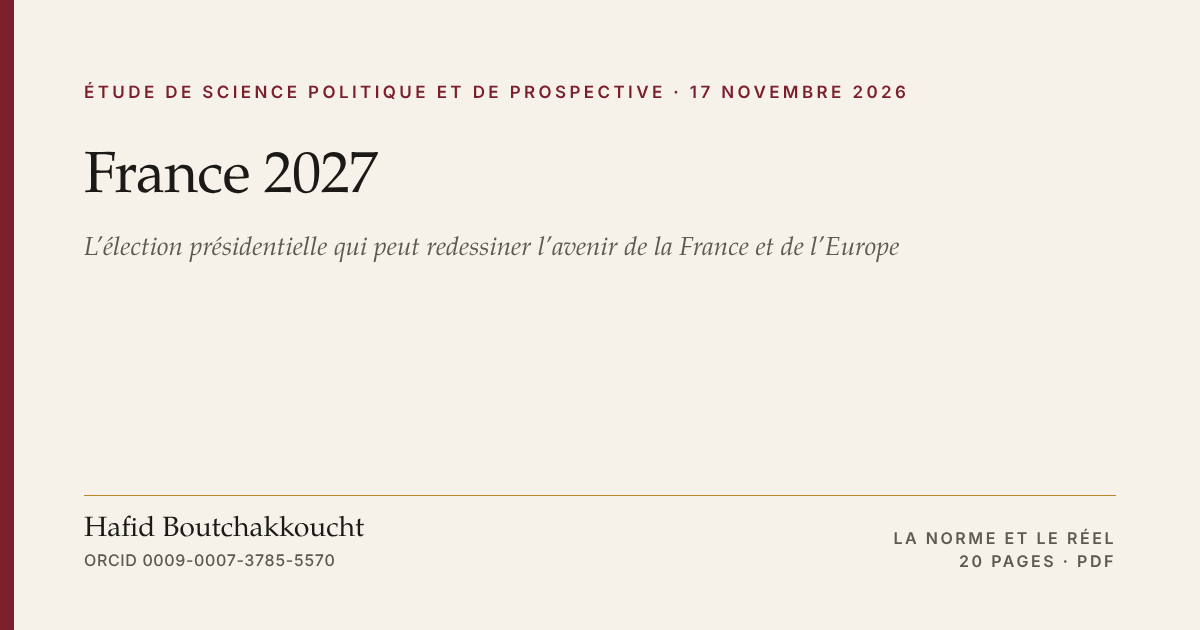 ÉTUDE DE SCIENCE POLITIQUE ET DE PROSPECTIVE · 17 NOVEMBRE 2026
France 2027
L’élection présidentielle qui peut redessiner l’avenir de la France et de l’Europe
Hafid Boutchakkoucht
ORCID 0009-0007-3785-5570
LA NORME ET LE RÉEL
20 PAGES · PDF